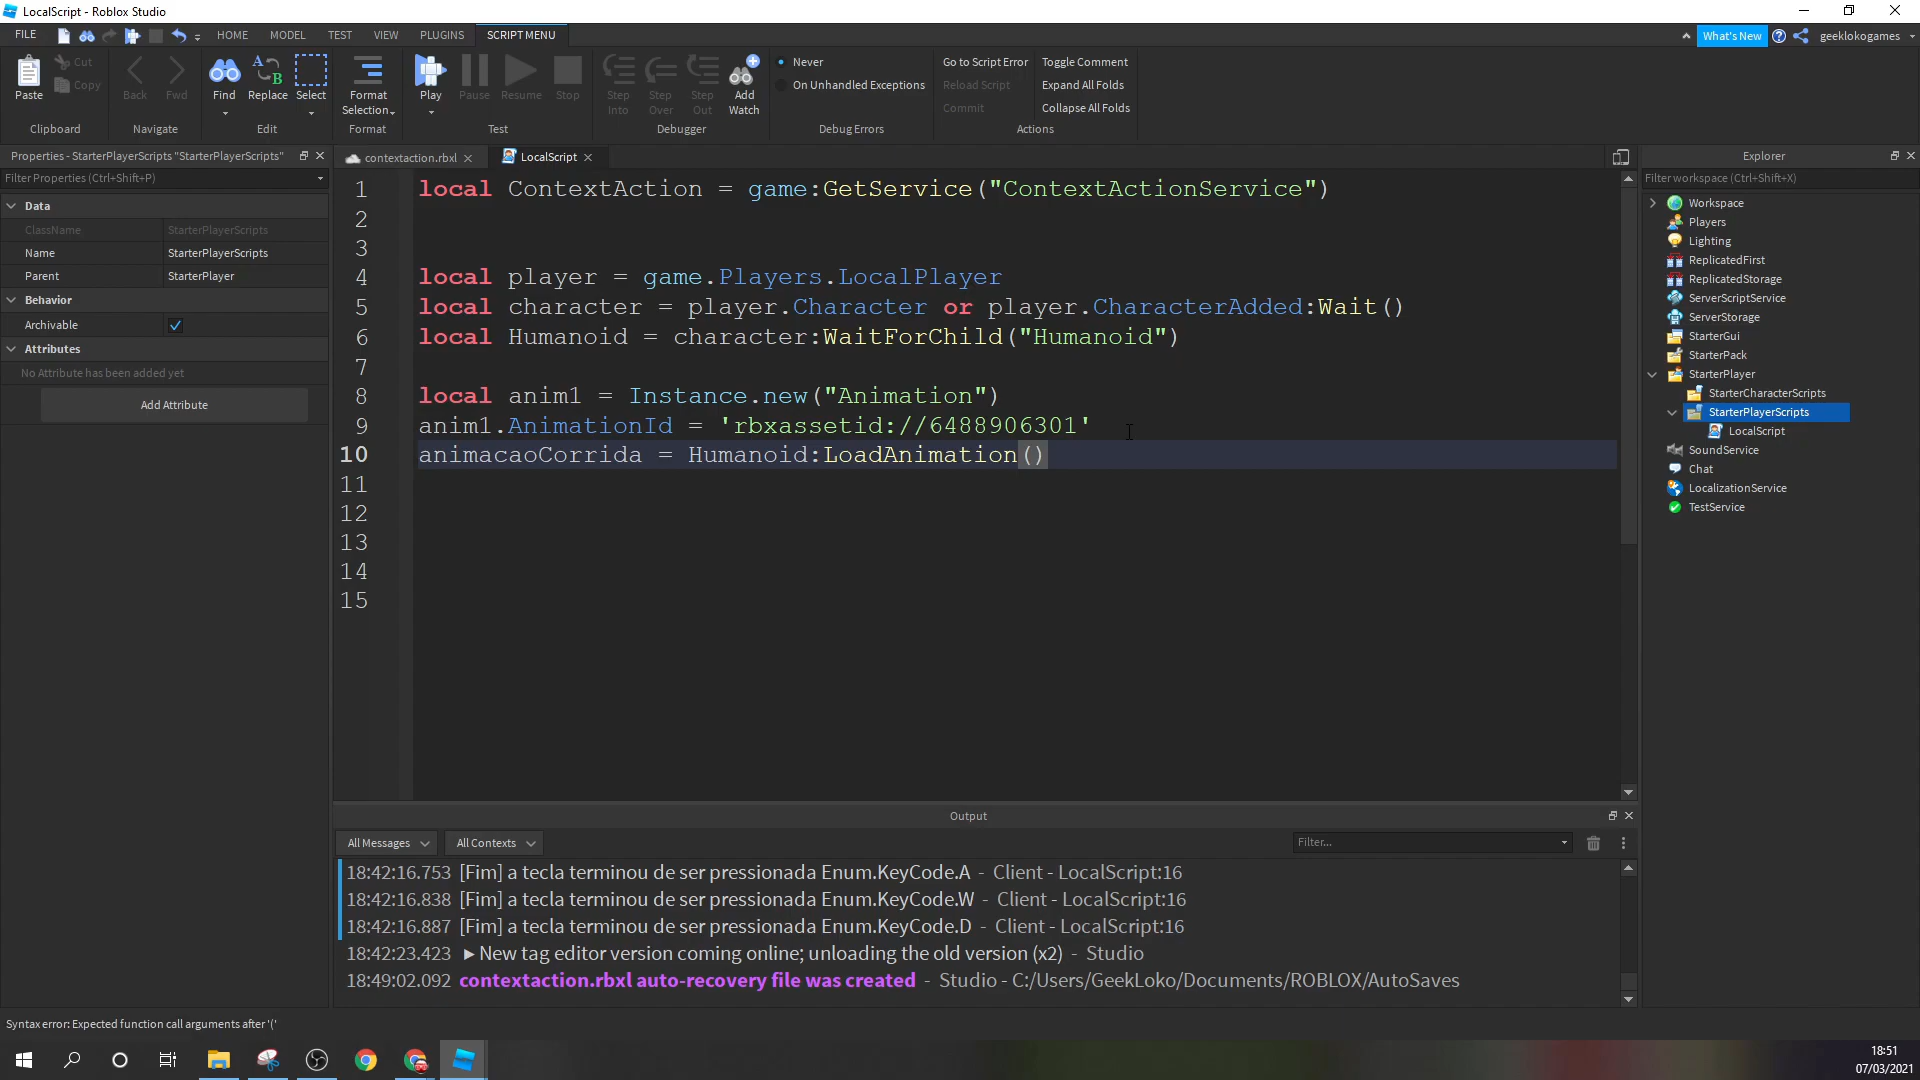 LocalScript - Roblox Studio
FILE HOME MODEL TEST VIEW PLUGINS SCRIPT MENU What's New geeklokogames
Paste Cut Copy Back Fwd Find Replace Select Format Selection Play Pause Resume Stop Step Into Step Over Step Out Add Watch
Never
On Unhandled Exceptions
Go to Script Error
Reload Script
Commit
Toggle Comment
Expand All Folds
Collapse All Folds
Clipboard Navigate Edit Format Test Debugger Debug Errors Actions
Properties - StarterPlayerScripts "StarterPlayerScripts"
Filter Properties (Ctrl+Shift+P)
Data
ClassName StarterPlayerScripts
Name StarterPlayerScripts
Parent StarterPlayer
Behavior
Archivable
Attributes
No Attribute has been added yet
Add Attribute
contextaction.rbxl LocalScript
1 local ContextAction = game:GetService("ContextActionService")
2
3
4 local player = game.Players.LocalPlayer
5 local character = player.Character or player.CharacterAdded:Wait()
6 local Humanoid = character:WaitForChild("Humanoid")
7
8 local anim1 = Instance.new("Animation")
9 anim1.AnimationId = 'rbxassetid://6488906301'
10 animacaoCorrida = Humanoid:LoadAnimation()
11
12
13
14
15
Explorer
Filter workspace (Ctrl+Shift+X)
Workspace
Players
Lighting
ReplicatedFirst
ReplicatedStorage
ServerScriptService
ServerStorage
StarterGui
StarterPack
StarterPlayer
StarterCharacterScripts
StarterPlayerScripts
LocalScript
SoundService
Chat
LocalizationService
TestService
Output
All Messages All Contexts Filter...
18:42:16.753 [Fim] a tecla terminou de ser pressionada Enum.KeyCode.A - Client - LocalScript:16
18:42:16.838 [Fim] a tecla terminou de ser pressionada Enum.KeyCode.W - Client - LocalScript:16
18:42:16.887 [Fim] a tecla terminou de ser pressionada Enum.KeyCode.D - Client - LocalScript:16
18:42:23.423 ►New tag editor version coming online; unloading the old version (x2) - Studio
18:49:02.092 contextaction.rbxl auto-recovery file was created - Studio - C:/Users/GeekLoko/Documents/ROBLOX/AutoSaves
Syntax error: Expected function call arguments after '('
18:51
07/03/2021